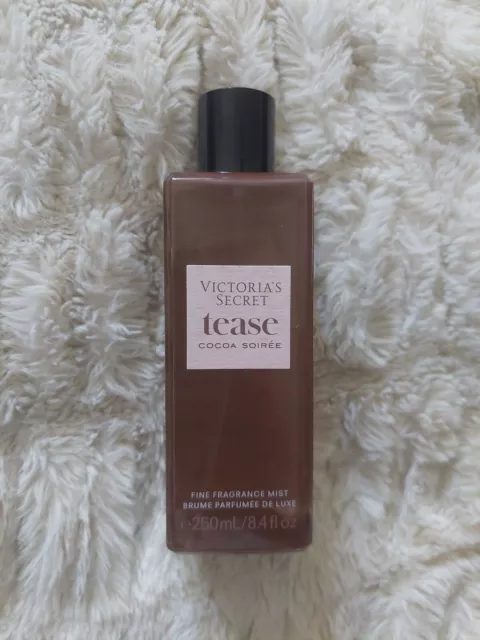 VICTORIA'S
SECRET
tease
COCOA SOIRÉE
FINE FRAGRANCE MIST
BRUME PARFUMÉE DE LUXE
℮250mL/8.4fl oz